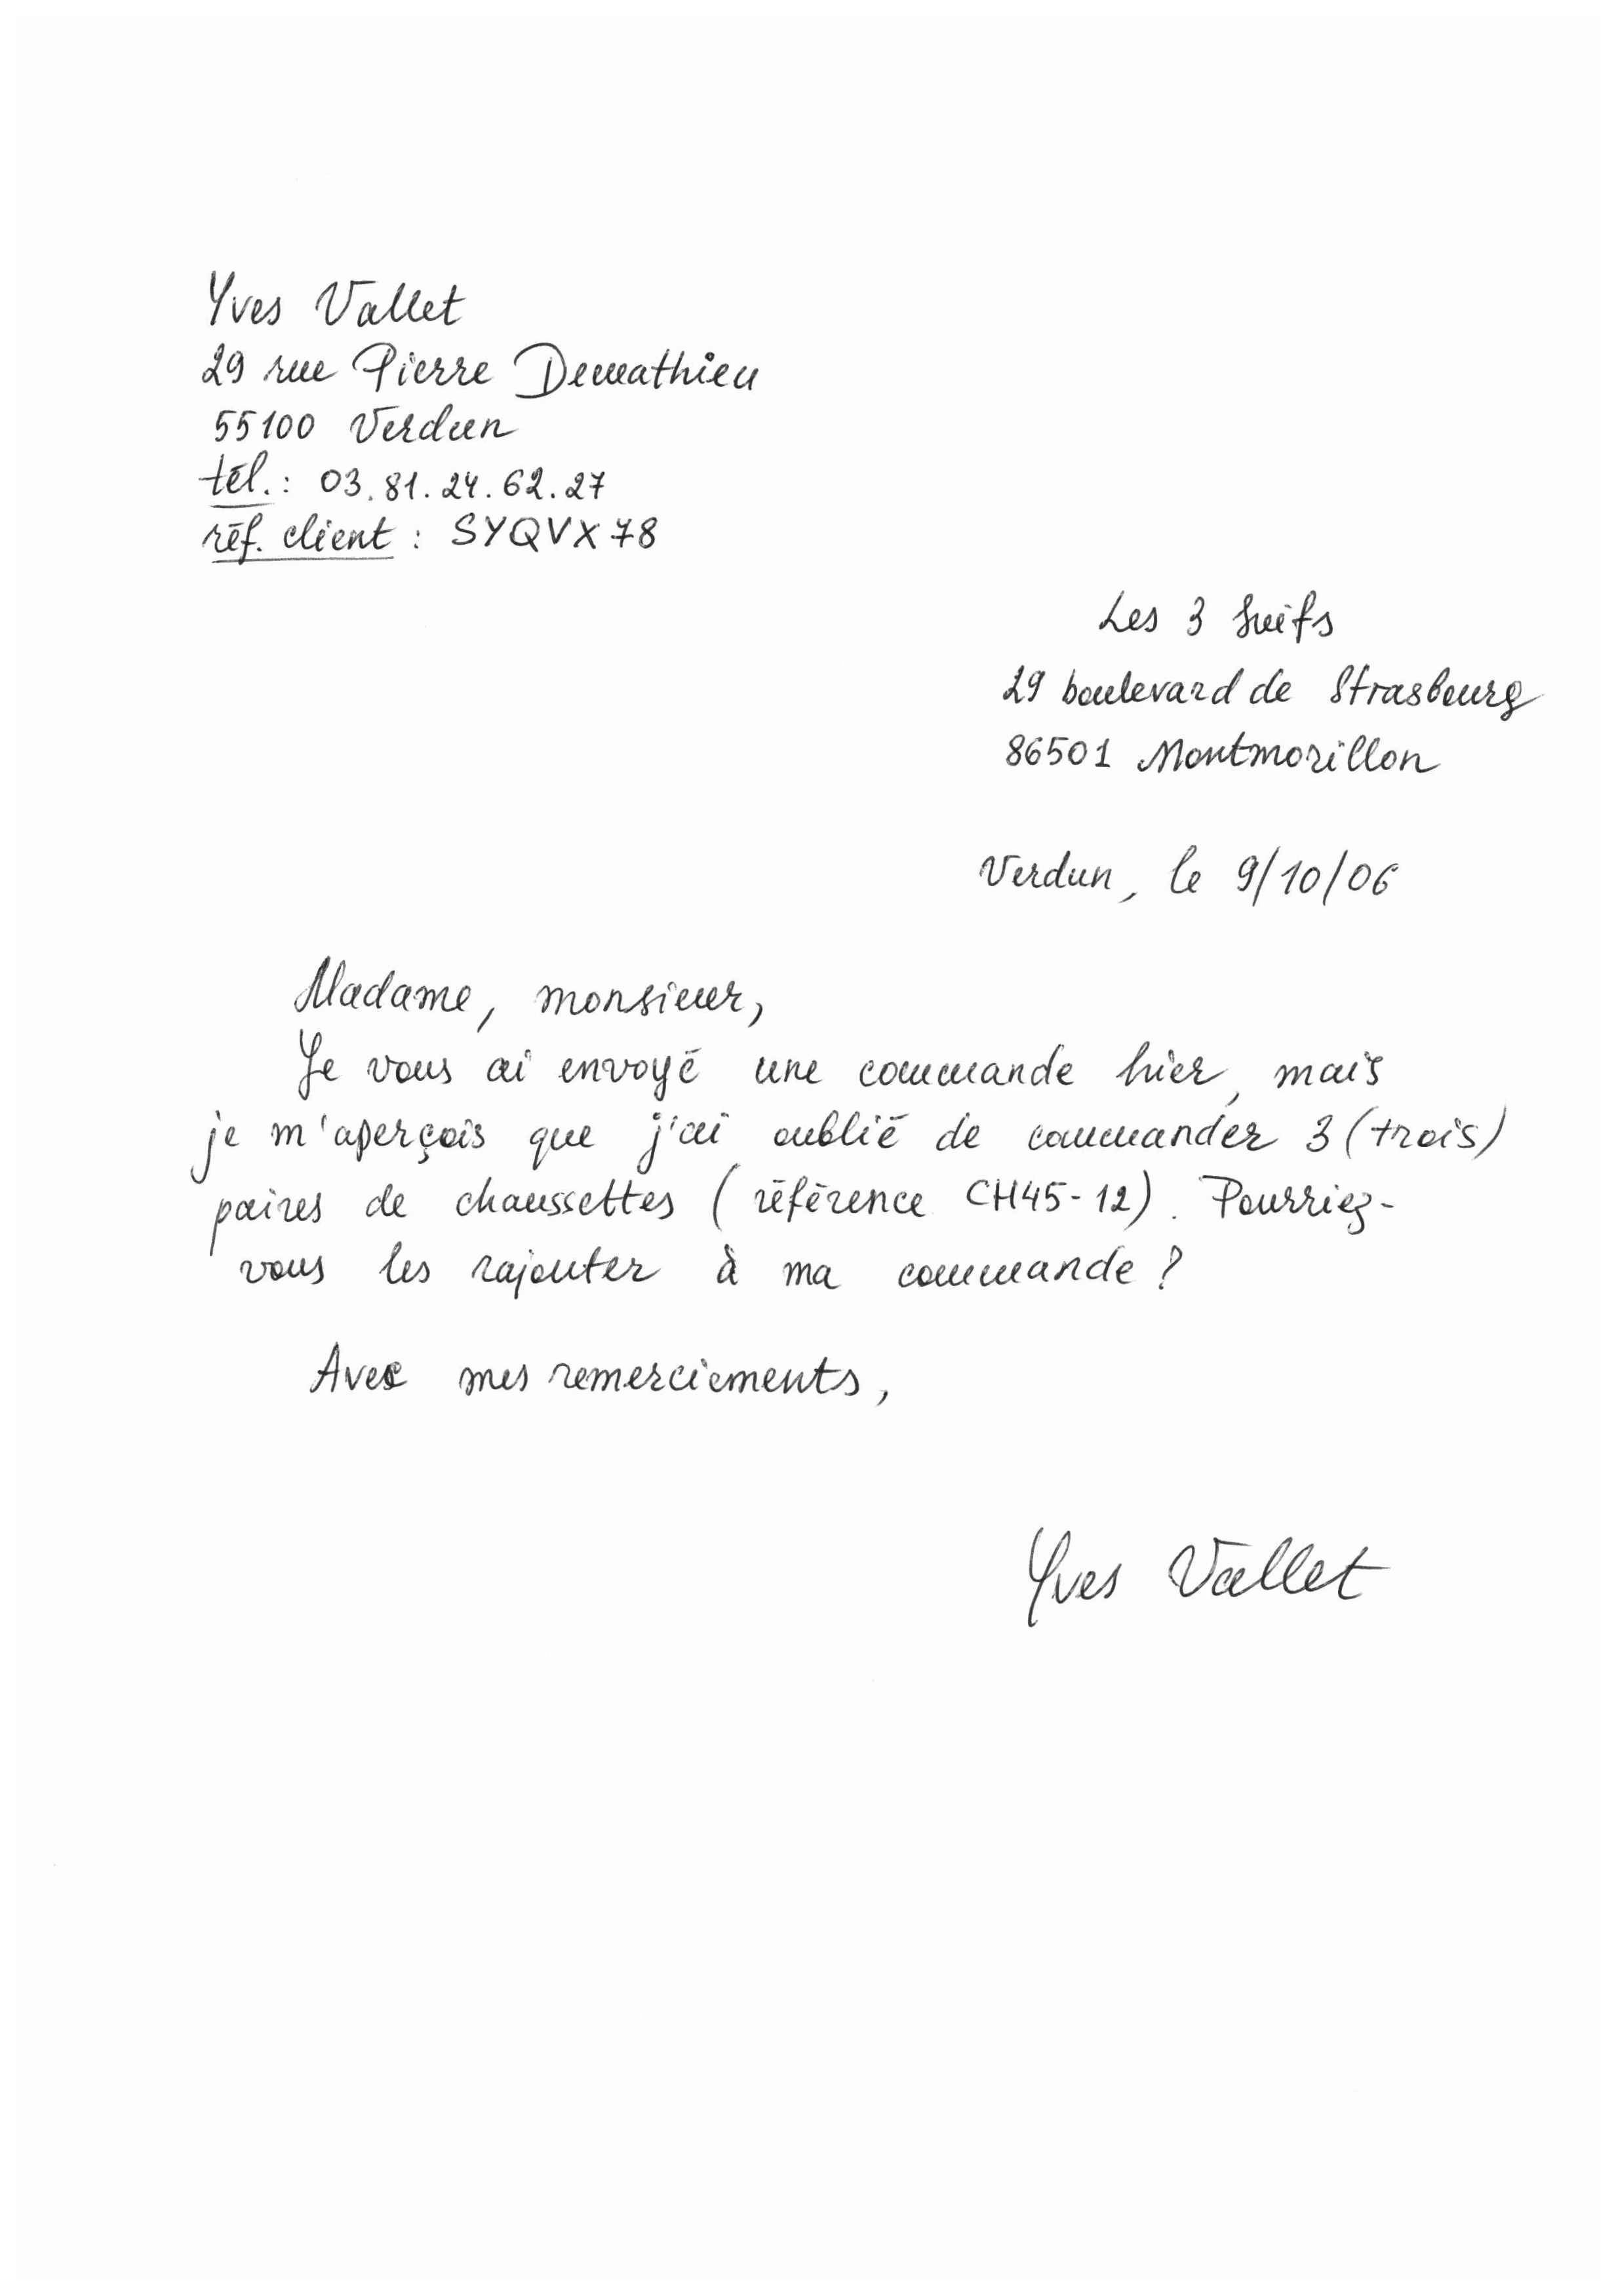 Yves Vallet
29 rue Pierre Demathieu
55100 Verdun
tél.: 03.81.24.62.27
réf. client : SYQVX78
Les 3 Suifs
29 boulevard de Strasbourg
86501 Montmorillon
Verdun, le 9/10/06
Madame, monsieur,
Je vous ai envoyé une commande hier, mais
je m'aperçois que j'ai oublié de commander 3 (trois)
paires de chaussettes (référence CH45-12). Pourriez-
vous les rajouter à ma commande ?
Avec mes remerciements,
Yves Vallet